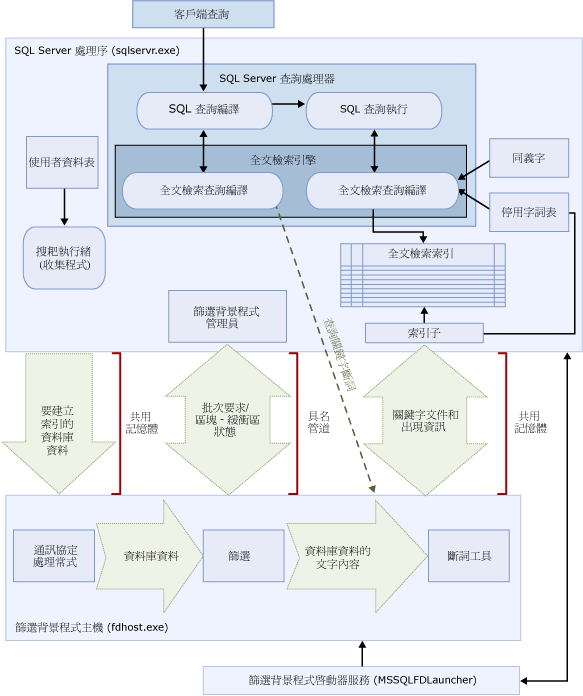 客戶端查詢
SQL Server 處理序 (sqlservr.exe)
SQL Server 查詢處理器
SQL 查詢編譯
SQL 查詢執行
全文檢索引擎
全文檢索查詢編譯
全文檢索查詢編譯
使用者資料表
搜耙執行緒
(收集程式)
同義字
停用字詞表
全文檢索索引
索引子
篩選背景程式
管理員
查詢關鍵字斷詞
要建立
索引的
資料庫
資料
共用
記憶體
批次要求/
區塊 - 緩衝區
狀態
具名
管道
關鍵字文件和
出現資訊
共用
記憶體
通訊協定
處理常式
資料庫資料
篩選
資料庫資料的
文字內容
斷詞工具
篩選背景程式主機 (fdhost.exe)
篩選背景程式啓動器服務 (MSSQLFDLauncher)